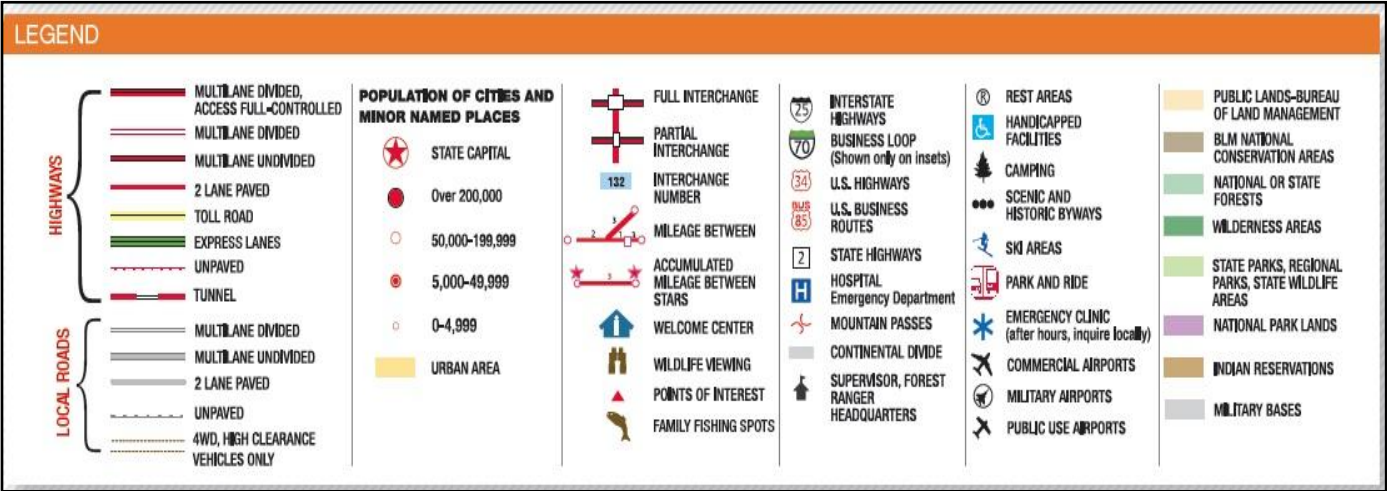 LEGEND
HIGHWAYS
MULTILANE DIVIDED,
ACCESS FULL-CONTROLLED
MULTILANE DIVIDED
MULTILANE UNDIVIDED
2 LANE PAVED
TOLL ROAD
EXPRESS LANES
UNPAVED
TUNNEL
LOCAL ROADS
MULTILANE DIVIDED
MULTILANE UNDIVIDED
2 LANE PAVED
UNPAVED
4WD, HIGH CLEARANCE
VEHICLES ONLY
POPULATION OF CITIES AND
MINOR NAMED PLACES
STATE CAPITAL
Over 200,000
50,000-199,999
5,000-49,999
0-4,999
URBAN AREA
FULL INTERCHANGE
PARTIAL
INTERCHANGE
132
INTERCHANGE
NUMBER
3
2 1 3
MILEAGE BETWEEN
3
ACCUMULATED
MILEAGE BETWEEN
STARS
WELCOME CENTER
WILDLIFE VIEWING
POINTS OF INTEREST
FAMILY FISHING SPOTS
25
INTERSTATE
HIGHWAYS
70
BUSINESS LOOP
(Shown only on insets)
34
U.S. HIGHWAYS
BUS
85
U.S. BUSINESS
ROUTES
2
STATE HIGHWAYS
H
HOSPITAL
Emergency Department
MOUNTAIN PASSES
CONTINENTAL DIVIDE
SUPERVISOR, FOREST
RANGER
HEADQUARTERS
R
REST AREAS
HANDICAPPED
FACILITIES
CAMPING
SCENIC AND
HISTORIC BYWAYS
SKI AREAS
PARK AND RIDE
EMERGENCY CLINIC
(after hours, inquire locally)
COMMERCIAL AIRPORTS
MILITARY AIRPORTS
PUBLIC USE AIRPORTS
PUBLIC LANDS-BUREAU
OF LAND MANAGEMENT
BLM NATIONAL
CONSERVATION AREAS
NATIONAL OR STATE
FORESTS
WILDERNESS AREAS
STATE PARKS, REGIONAL
PARKS, STATE WILDLIFE
AREAS
NATIONAL PARK LANDS
INDIAN RESERVATIONS
MILITARY BASES